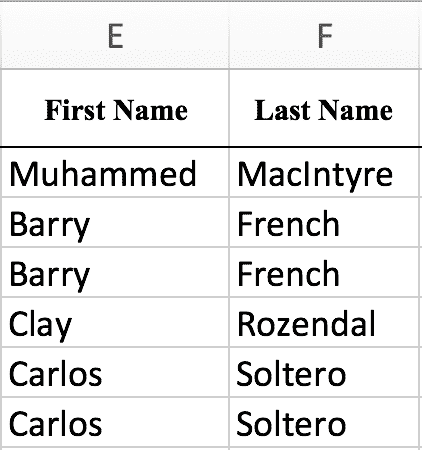 E F
First Name Last Name
Muhammed MacIntyre
Barry French
Barry French
Clay Rozendal
Carlos Soltero
Carlos Soltero